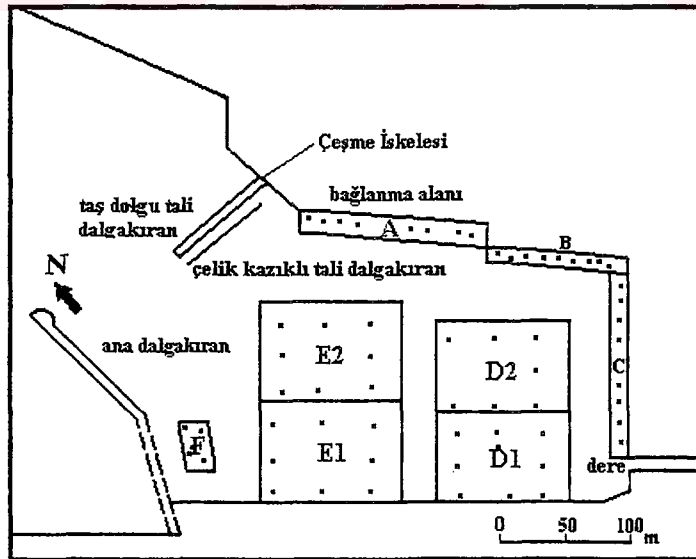 Çeşme İskelesi
taş dolgu tali
dalgakıran
bağlanma alanı
A
B
çelik kazıklı tali dalgakıran
N
ana dalgakıran
E2
D2
C
F
E1
D1
dere
0 50 100 m